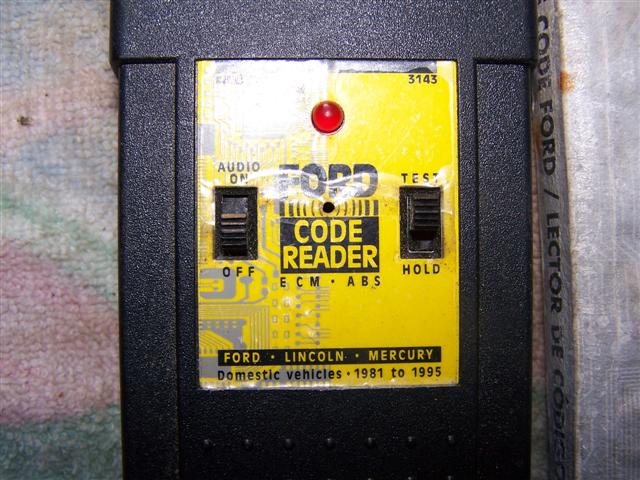 3143
AUDIO
ON
OFF
FORD
CODE
READER
ECM • ABS
TEST
HOLD
FORD • LINCOLN • MERCURY
Domestic vehicles • 1981 to 1995
CODE FORD / LECTOR DE CÓDIGO